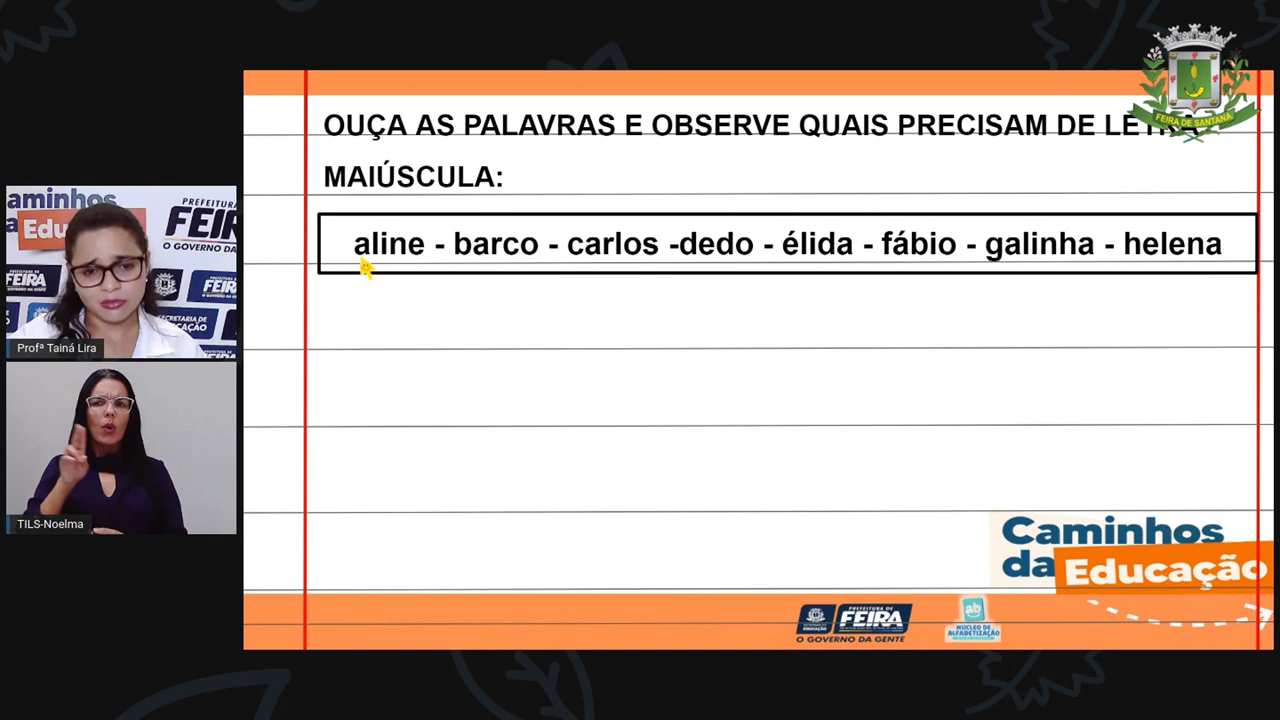 OUÇA AS PALAVRAS E OBSERVE QUAIS PRECISAM DE LETRA
MAIÚSCULA:
aline - barco - carlos -dedo - élida - fábio - galinha - helena
FEIRA DE SANTANA
aminhos
Edu
PREFEITURA
FEIR
O GOVERNO DA
FEIRA
Profª Tainá Lira
TILS-Noelma
Caminhos
da Educação
PREFEITURA DE
FEIRA
O GOVERNO DA GENTE
NÚCLEO DE
ALFABETIZAÇÃO